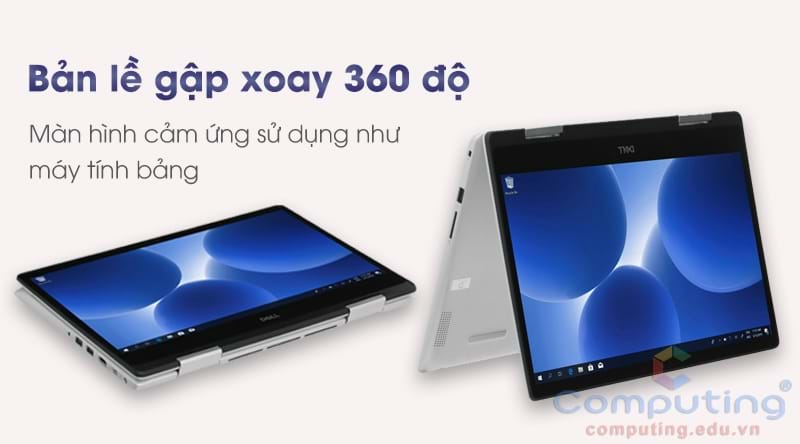 Bản lề gập xoay 360 độ
Màn hình cảm ứng sử dụng như
máy tính bảng
DELL
DELL
Computing®
computing.edu.vn